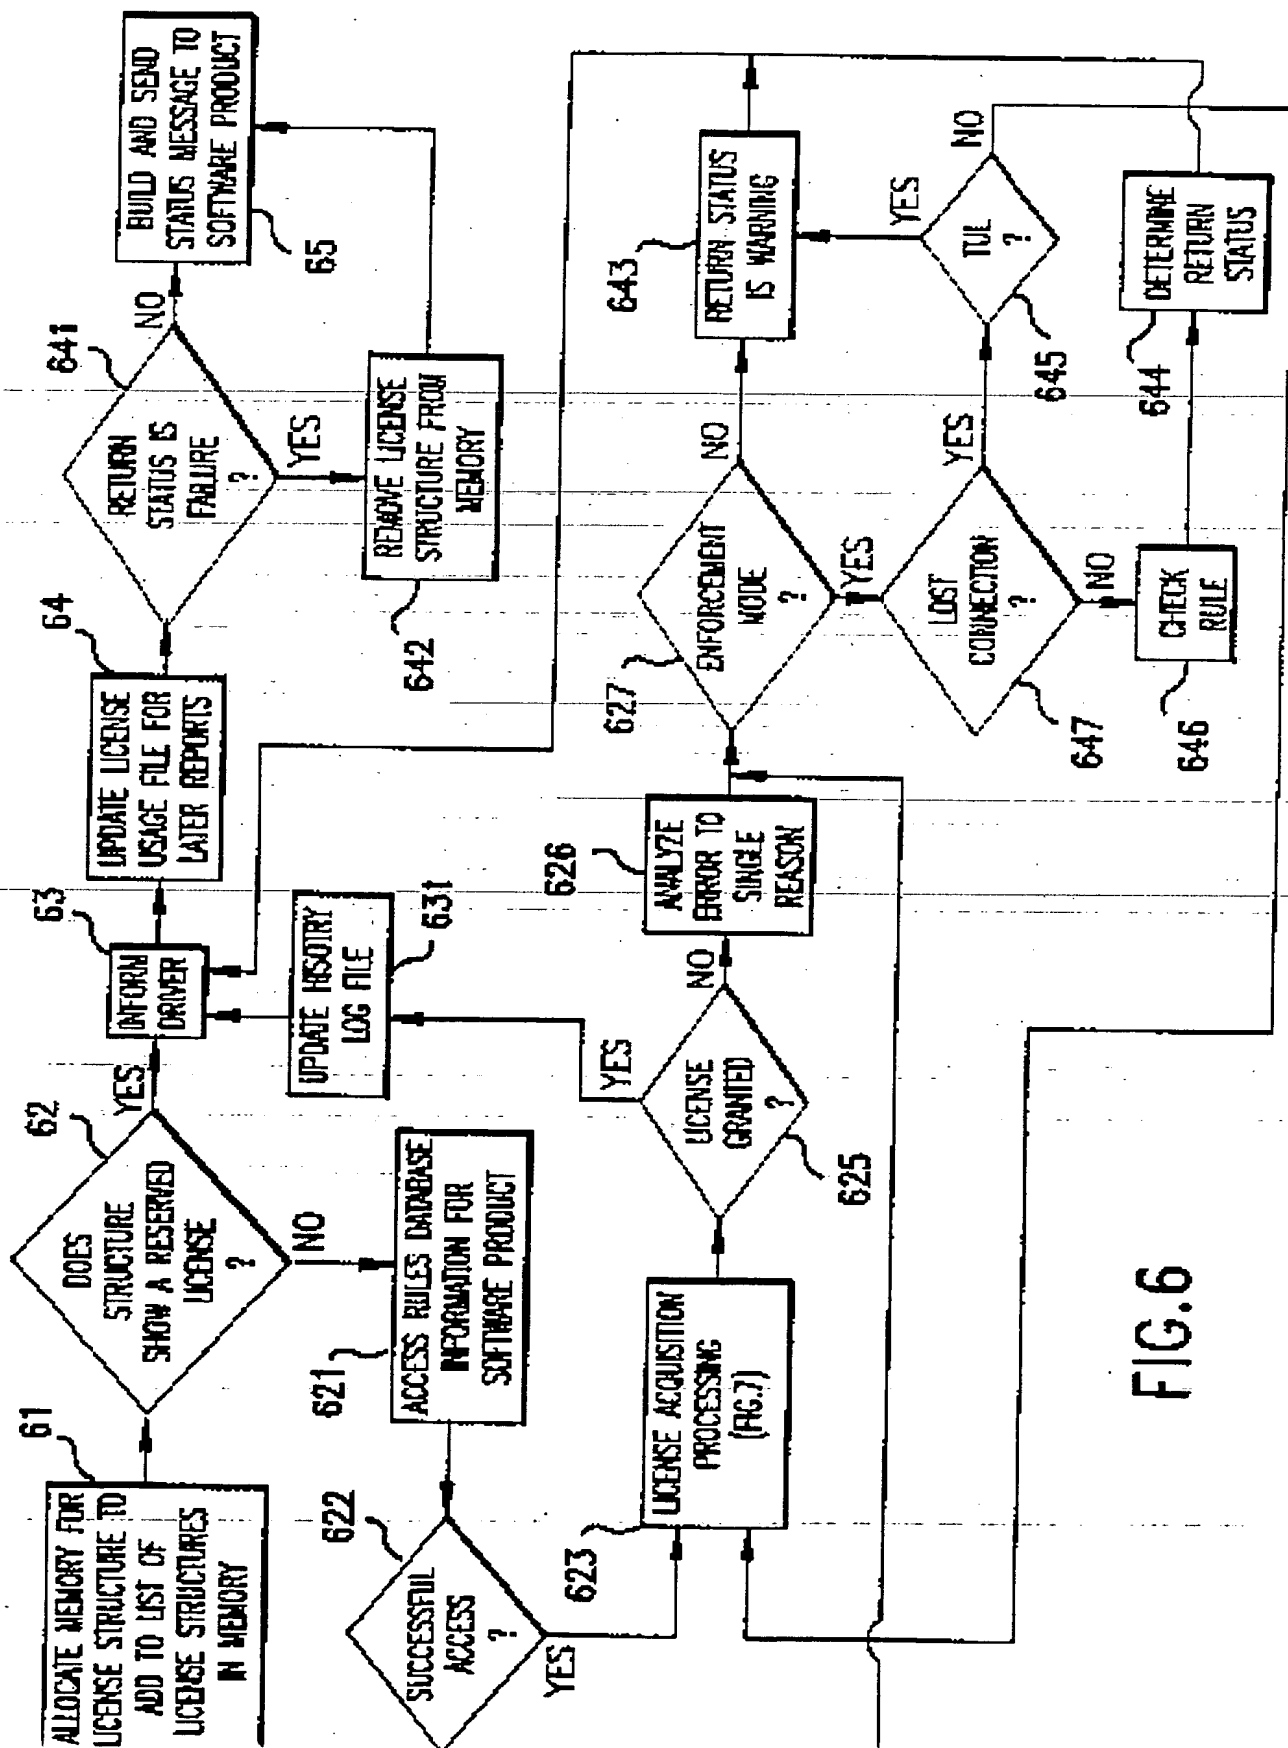 ALLOCATE MEMORY FOR
LICENSE STRUCTURE TO
ADD TO LIST OF
LICENSE STRUCTURES
IN MEMORY
61
DOES
STRUCTURE
SHOW A RESERVED
LICENSE
?
62
YES
NO
INFORM
DRIVER
63
UPDATE LICENSE
USAGE FILE FOR
LATER REPORTS
64
RETURN
STATUS IS
FAILURE
?
641
NO
YES
BUILD AND SEND
STATUS MESSAGE TO
SOFTWARE PRODUCT
65
REMOVE LICENSE
STRUCTURE FROM
MEMORY
642
UPDATE HISOTRY
LOG FILE
631
ACCESS RULES DATABASE
INFORMATION FOR
SOFTWARE PRODUCT
621
SUCCESSFUL
ACCESS
?
622
YES
LICENSE ACQUISITION
PROCESSING
(FIG.7)
623
LICENSE
GRANTED
?
625
YES
NO
ANALYZE
ERROR TO
SINGLE
REASON
626
ENFORCEMENT
MODE
?
627
NO
YES
RETURN STATUS
IS WARNING
643
LOST
CONNECTION
?
647
YES
NO
TUL
?
645
YES
NO
CHECK
RULE
646
DETERMINE
RETURN
STATUS
644
FIG.6